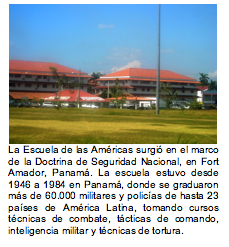 La Escuela de las Américas surgió en el marco
de la Doctrina de Seguridad Nacional, en Fort
Amador, Panamá. La escuela estuvo desde
1946 a 1984 en Panamá, donde se graduaron
más de 60.000 militares y policías de hasta 23
países de América Latina, tomando cursos
técnicas de combate, tácticas de comando,
inteligencia militar y técnicas de tortura.